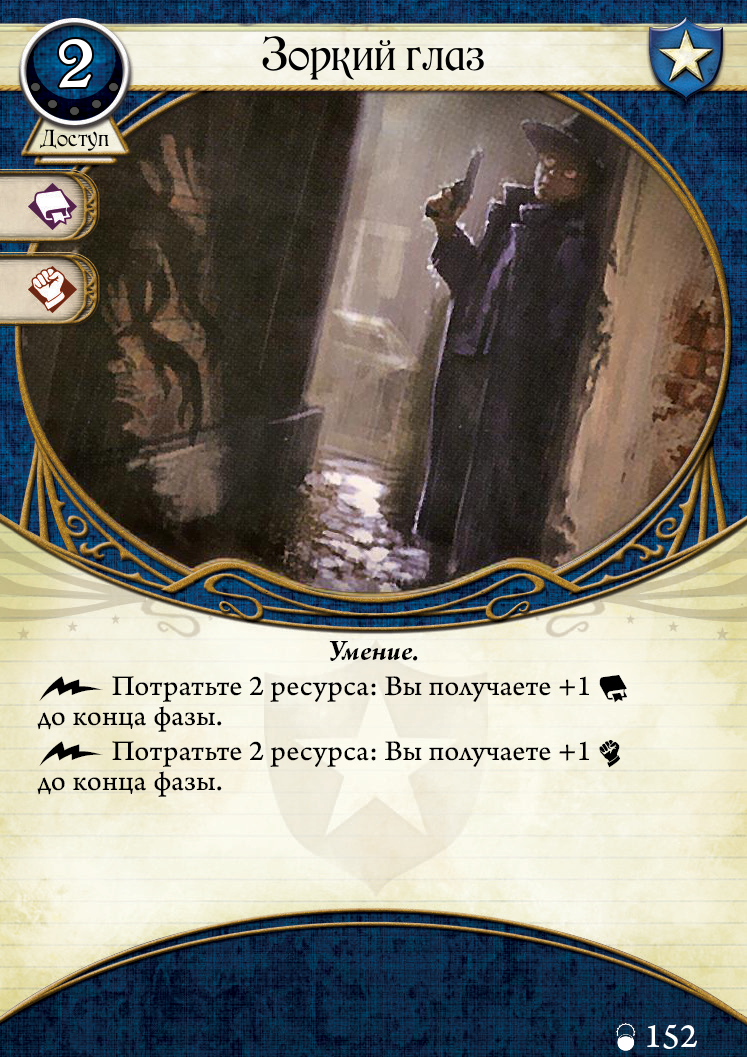 Зоркий глаз
2
Доступ
Умение.
Потратьте 2 ресурса: Вы получаете +1
до конца фазы.
Потратьте 2 ресурса: Вы получаете +1
до конца фазы.
152